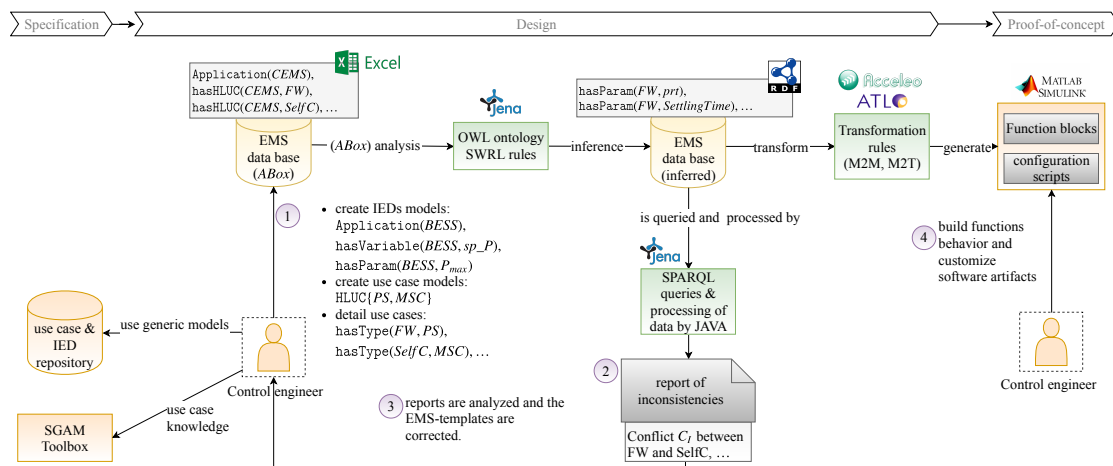 Specification
Design
Proof-of-concept
Application(CEMS),
hasHLUC(CEMS, FW),
hasHLUC(CEMS, SelfC), …
Excel
EMS
data base
(ABox)
(ABox) analysis
Jena
OWL ontology
SWRL rules
inference
hasParam(FW, prt),
hasParam(FW, SettlingTime), …
RDF
EMS
data base
(inferred)
transform
Acceleo
ATL
Transformation
rules
(M2M, M2T)
generate
MATLAB
SIMULINK
Function blocks
configuration
scripts
1
• create IEDs models:
Application(BESS),
hasVariable(BESS, sp_P),
hasParam(BESS, Pmax)
• create use case models:
HLUC{PS, MSC}
• detail use cases:
hasType(FW, PS),
hasType(SelfC, MSC), …
is queried and processed by
Jena
SPARQL
queries &
processing of
data by JAVA
4
build functions
behavior and
customize
software artifacts
use case &
IED
repository
use generic models
Control engineer
use case
knowledge
SGAM
Toolbox
3
reports are analyzed and the
EMS-templates are
corrected.
2
report of
inconsistencies
Conflict CI between
FW and SelfC, …
Control engineer